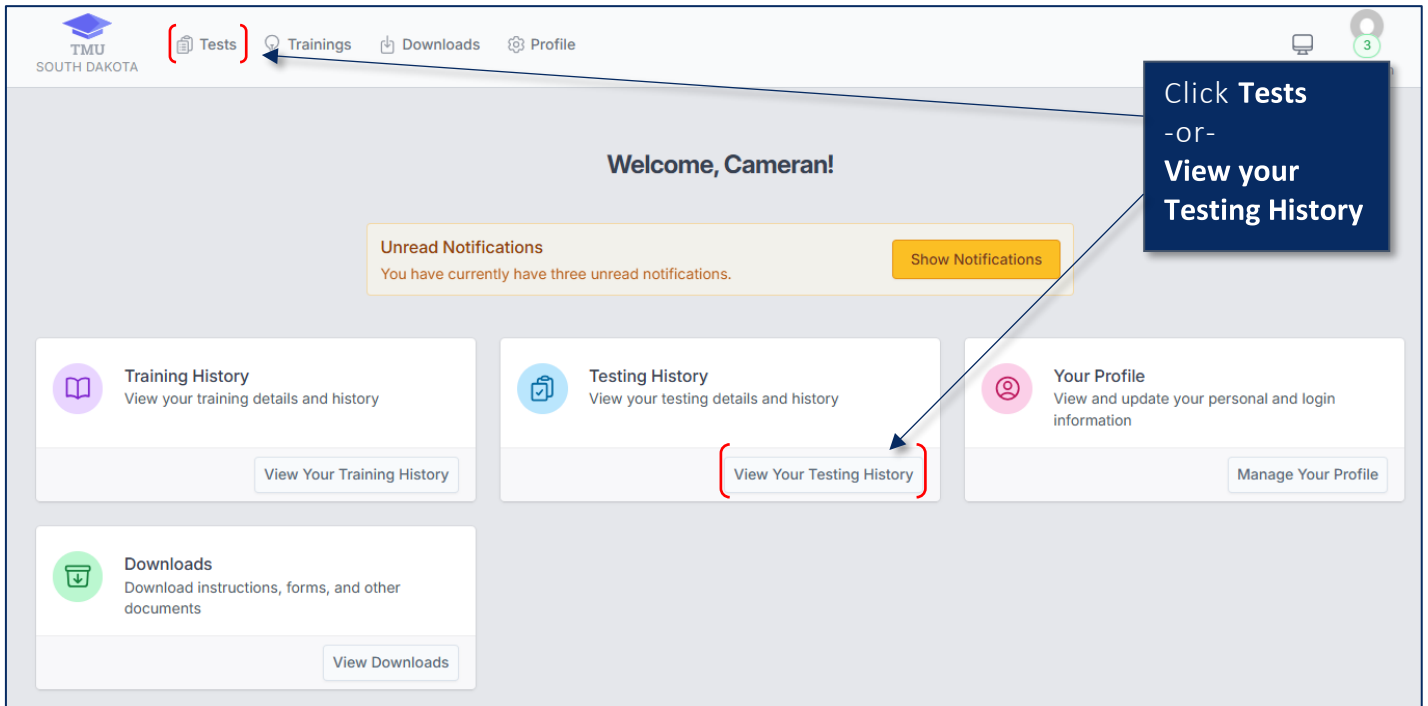 TMU
SOUTH DAKOTA
Tests
Trainings
Downloads
Profile
3
Click Tests
-or-
View your
Testing History
Welcome, Cameran!
Unread Notifications
You have currently have three unread notifications.
Show Notifications
Training History
View your training details and history
View Your Training History
Testing History
View your testing details and history
View Your Testing History
Your Profile
View and update your personal and login
information
Manage Your Profile
Downloads
Download instructions, forms, and other
documents
View Downloads